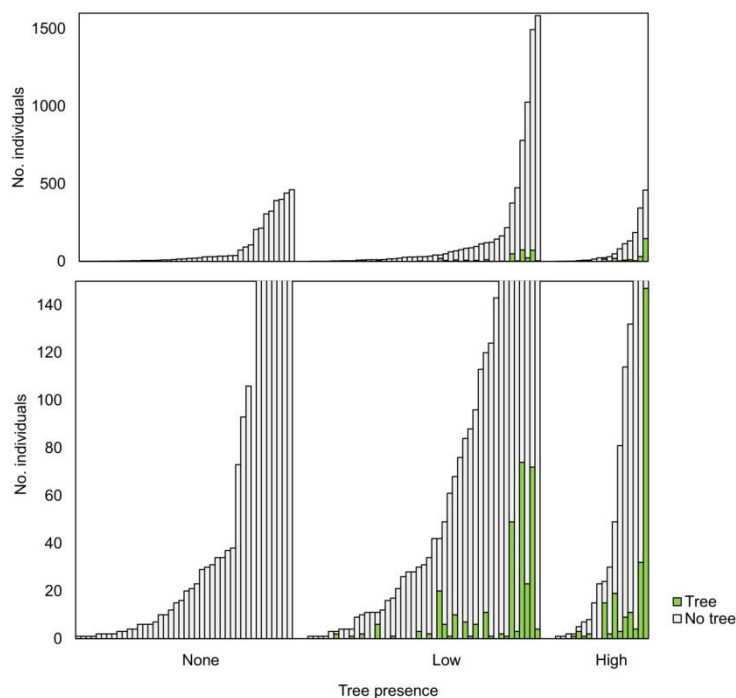 1500
1000
500
0
No. individuals
140
120
100
80
60
40
20
0
No. individuals
None
Low
High
Tree presence
Tree
No tree